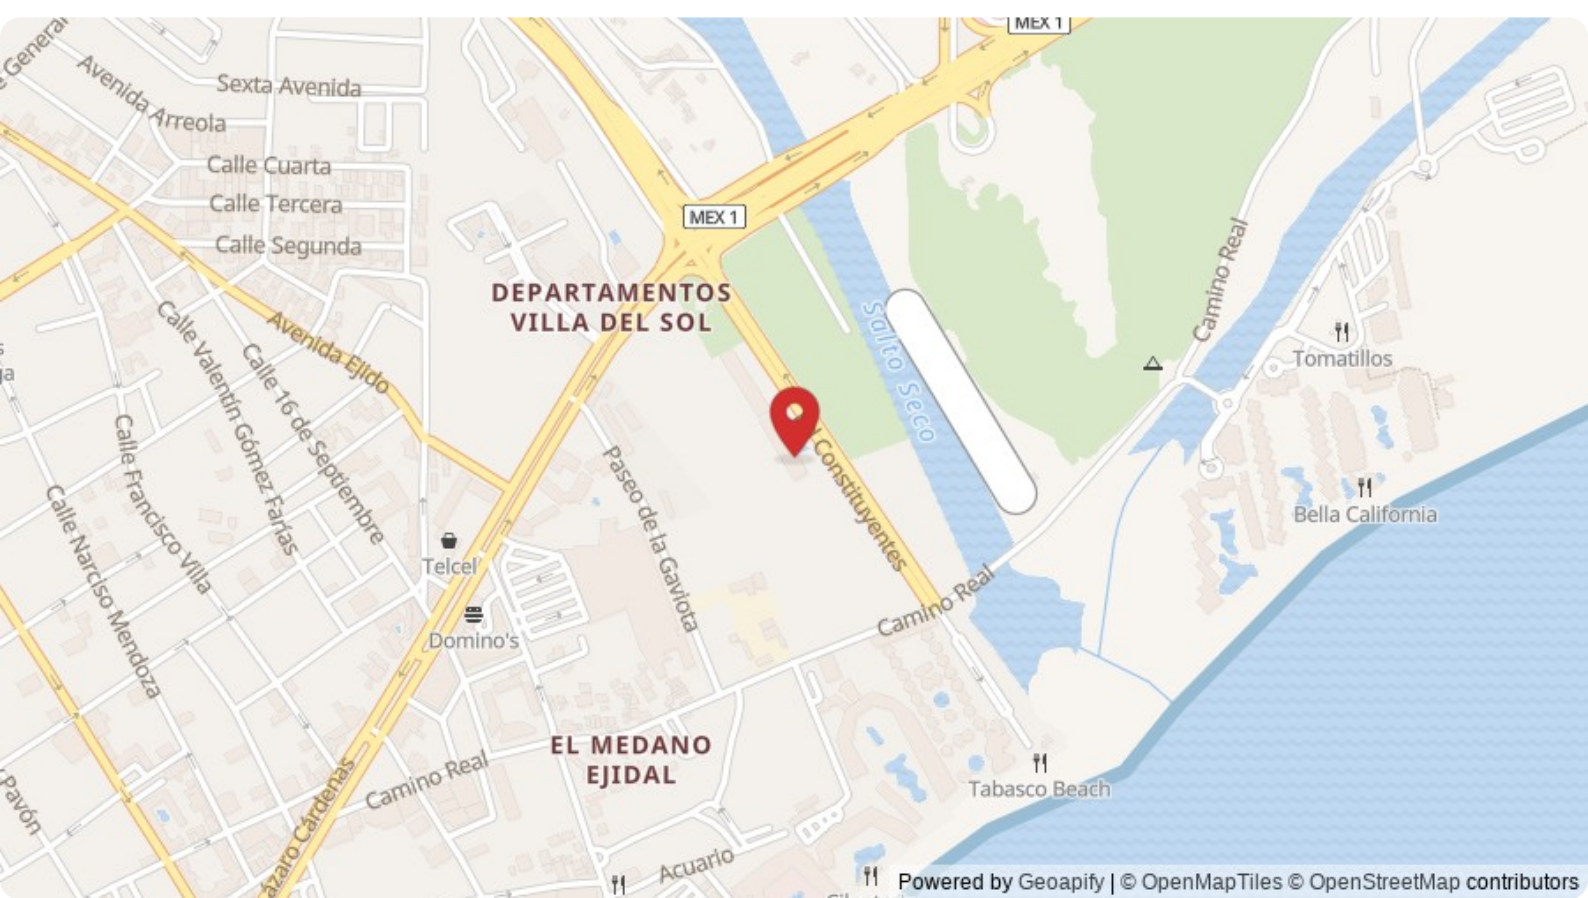 MEX 1
General
Avenida Arreola
Sexta Avenida
Calle Cuarta
Calle Tercera
Calle Segunda
MEX 1
DEPARTAMENTOS
VILLA DEL SOL
Salto Seco
Camino Real
Tomatillos
Avenida Ejido
Calle Valentín Gómez Farías
Calle 16 de Septiembre
Calle Francisco Villa
Calle Narciso Mendoza
Paseo de la Gaviota
Constituyentes
Bella California
Telcel
Domino's
Camino Real
EL MEDANO
EJIDAL
Camino Real
Tabasco Beach
Pavón
ázaro Cárdenas
Acuario
Powered by Geoapify | © OpenMapTiles © OpenStreetMap contributors